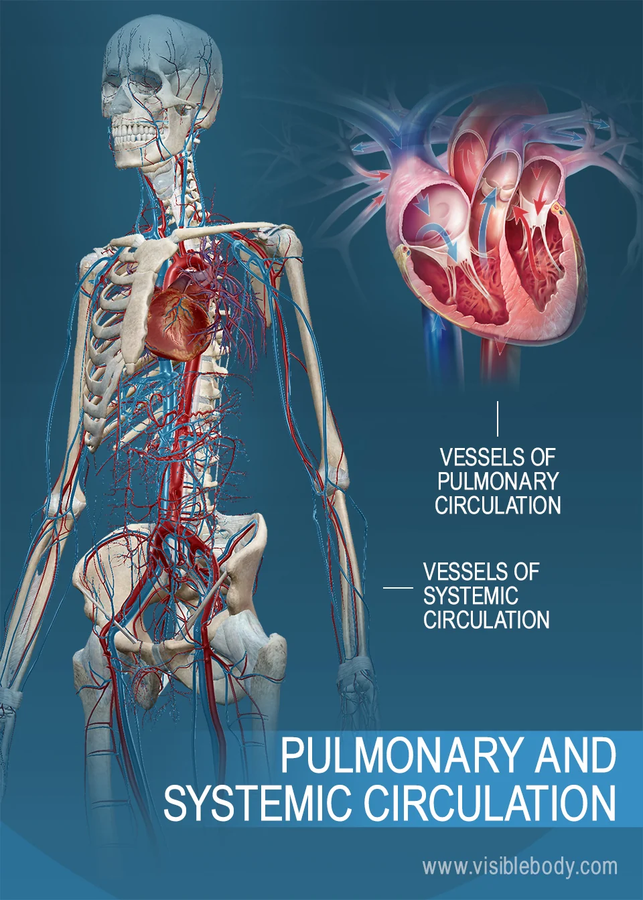 VESSELS OF
PULMONARY
CIRCULATION
VESSELS OF
SYSTEMIC
CIRCULATION
PULMONARY AND
SYSTEMIC CIRCULATION
www.visiblebody.com